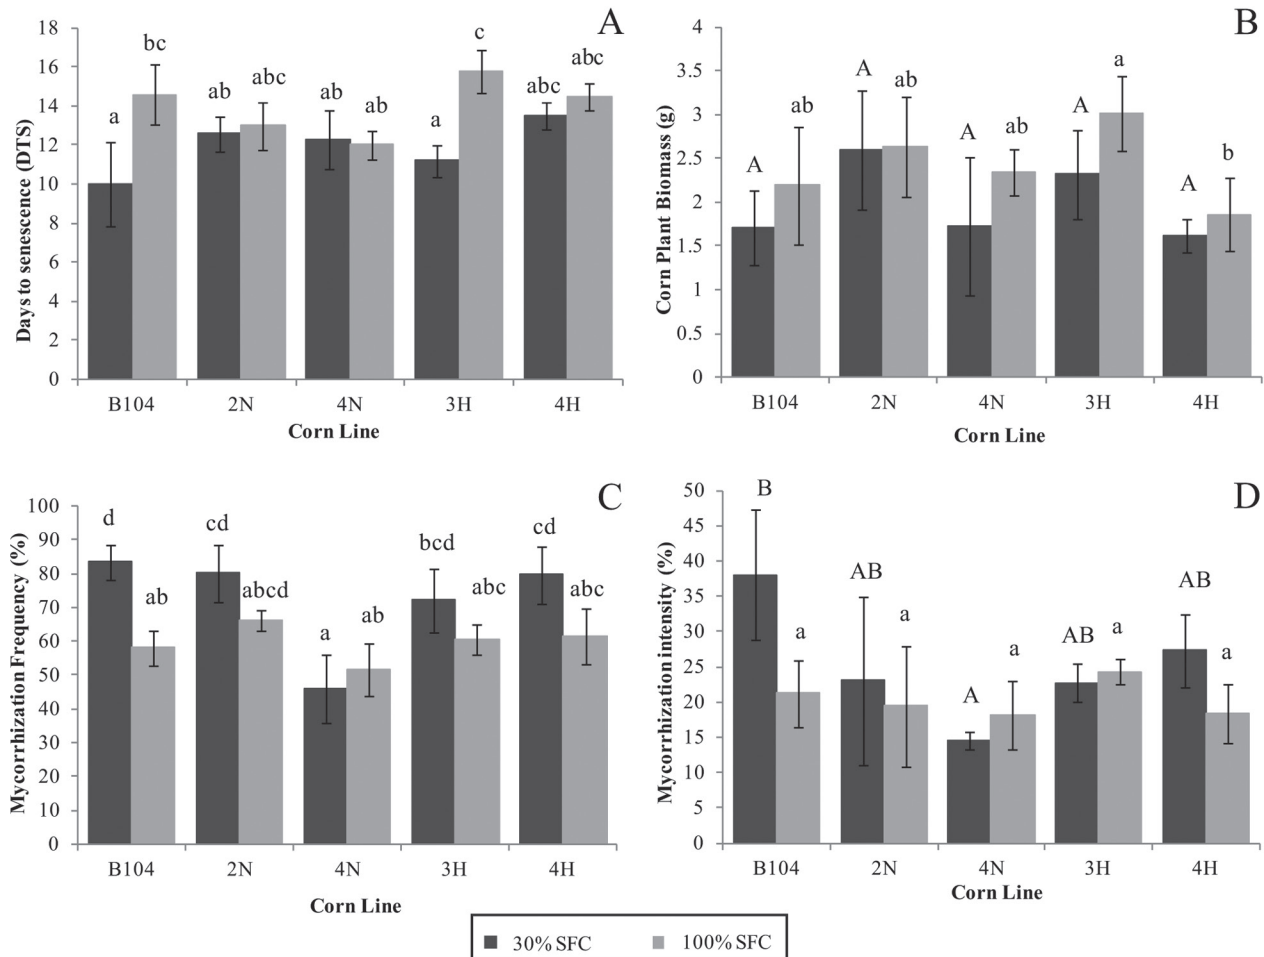 A
Days to senescence (DTS)
18
16
14
12
10
8
6
4
2
0
a bc ab abc ab ab a c abc abc
B104 2N 4N 3H 4H
Corn Line
B
Corn Plant Biomass (g)
4
3.5
3
2.5
2
1.5
1
0.5
0
A ab A ab A ab A a A b
B104 2N 4N 3H 4H
Corn Line
C
Mycorrhization Frequency (%)
100
90
80
70
60
50
40
30
20
10
0
d ab cd abcd a ab bcd abc cd abc
B104 2N 4N 3H 4H
Corn Line
D
Mycorrhization intensity (%)
50
45
40
35
30
25
20
15
10
5
0
B a AB a A a AB a AB a
B104 2N 4N 3H 4H
Corn Line
30% SFC 100% SFC